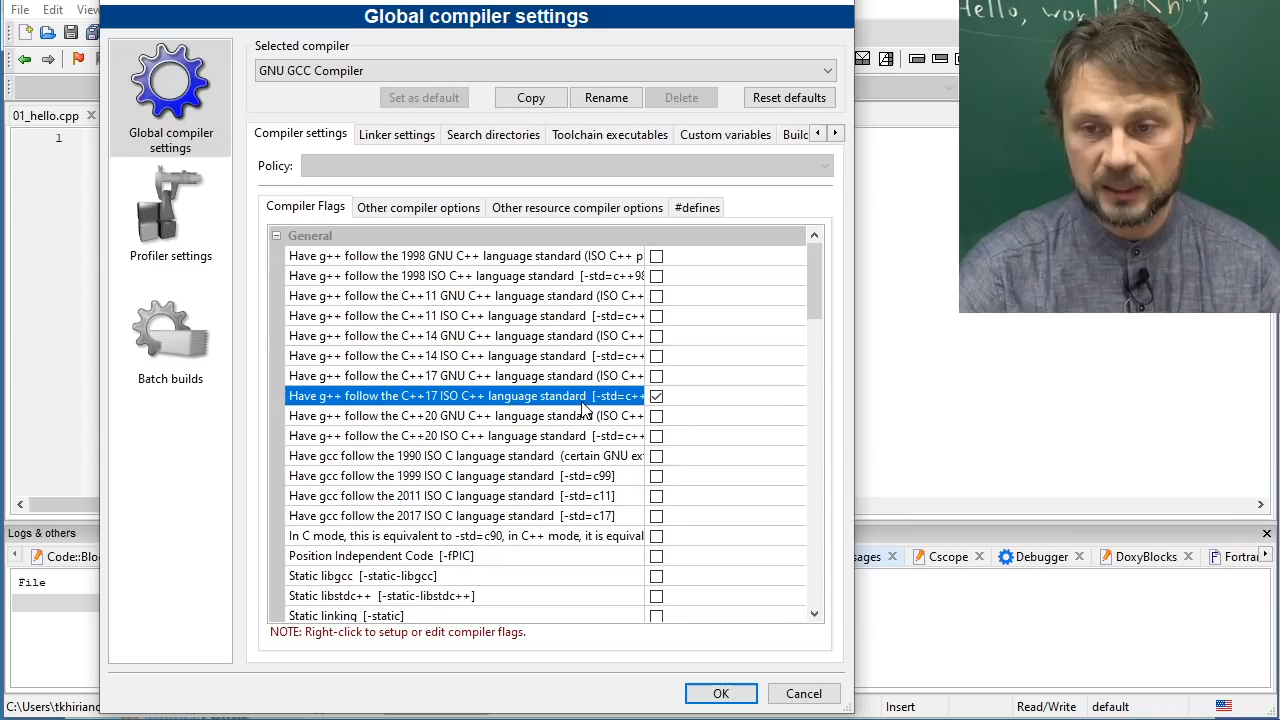 File Edit View
Global compiler settings
Hello, world!\n");
Global compiler settings
Profiler settings
Batch builds
Selected compiler
GNU GCC Compiler
Set as default Copy Rename Delete Reset defaults
Compiler settings Linker settings Search directories Toolchain executables Custom variables Build
Policy:
Compiler Flags Other compiler options Other resource compiler options #defines
General
Have g++ follow the 1998 GNU C++ language standard (ISO C++ p
Have g++ follow the 1998 ISO C++ language standard [-std=c++98
Have g++ follow the C++11 GNU C++ language standard (ISO C++
Have g++ follow the C++11 ISO C++ language standard [-std=c++
Have g++ follow the C++14 GNU C++ language standard (ISO C++
Have g++ follow the C++14 ISO C++ language standard [-std=c++
Have g++ follow the C++17 GNU C++ language standard (ISO C++
Have g++ follow the C++17 ISO C++ language standard [-std=c++
Have g++ follow the C++20 GNU C++ language standard (ISO C++
Have g++ follow the C++20 ISO C++ language standard [-std=c++
Have gcc follow the 1990 ISO C language standard (certain GNU ext
Have gcc follow the 1999 ISO C language standard [-std=c99]
Have gcc follow the 2011 ISO C language standard [-std=c11]
Have gcc follow the 2017 ISO C language standard [-std=c17]
In C mode, this is equivalent to -std=c90, in C++ mode, it is equival
Position Independent Code [-fPIC]
Static libgcc [-static-libgcc]
Static libstdc++ [-static-libstdc++]
Static linking [-static]
NOTE: Right-click to setup or edit compiler flags.
OK Cancel
01_hello.cpp
1
Logs & others
Code::Blo
sages Cscope Debugger DoxyBlocks Fortran
File
C:\Users\tkhirianc Insert Read/Write default